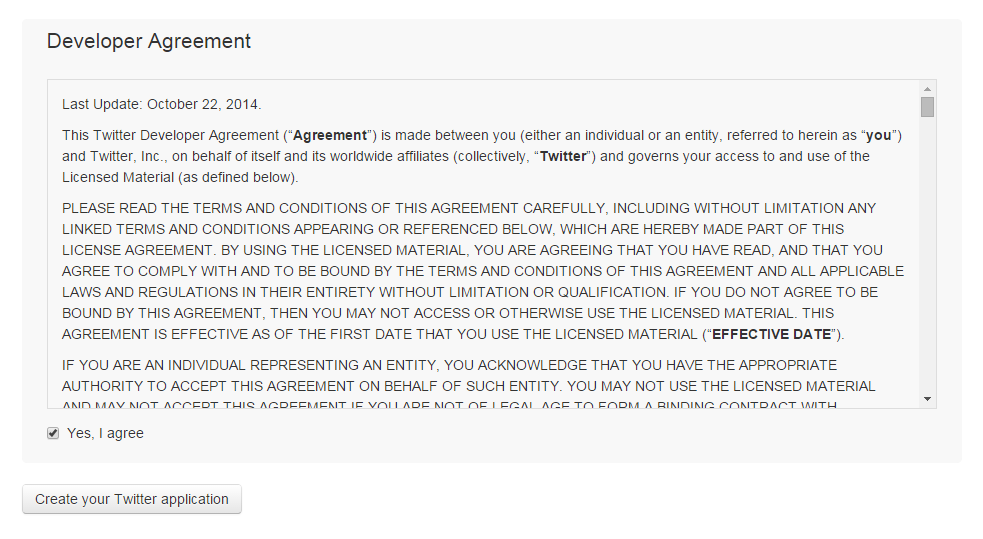 Developer Agreement
Last Update: October 22, 2014.
This Twitter Developer Agreement (“Agreement”) is made between you (either an individual or an entity, referred to herein as “you”)
and Twitter, Inc., on behalf of itself and its worldwide affiliates (collectively, “Twitter”) and governs your access to and use of the
Licensed Material (as defined below).
PLEASE READ THE TERMS AND CONDITIONS OF THIS AGREEMENT CAREFULLY, INCLUDING WITHOUT LIMITATION ANY
LINKED TERMS AND CONDITIONS APPEARING OR REFERENCED BELOW, WHICH ARE HEREBY MADE PART OF THIS
LICENSE AGREEMENT. BY USING THE LICENSED MATERIAL, YOU ARE AGREEING THAT YOU HAVE READ, AND THAT YOU
AGREE TO COMPLY WITH AND TO BE BOUND BY THE TERMS AND CONDITIONS OF THIS AGREEMENT AND ALL APPLICABLE
LAWS AND REGULATIONS IN THEIR ENTIRETY WITHOUT LIMITATION OR QUALIFICATION. IF YOU DO NOT AGREE TO BE
BOUND BY THIS AGREEMENT, THEN YOU MAY NOT ACCESS OR OTHERWISE USE THE LICENSED MATERIAL. THIS
AGREEMENT IS EFFECTIVE AS OF THE FIRST DATE THAT YOU USE THE LICENSED MATERIAL (“EFFECTIVE DATE”).
IF YOU ARE AN INDIVIDUAL REPRESENTING AN ENTITY, YOU ACKNOWLEDGE THAT YOU HAVE THE APPROPRIATE
AUTHORITY TO ACCEPT THIS AGREEMENT ON BEHALF OF SUCH ENTITY. YOU MAY NOT USE THE LICENSED MATERIAL
AND MAY NOT ACCEPT THIS AGREEMENT IF YOU ARE NOT OF LEGAL AGE TO FORM A BINDING CONTRACT WITH
Yes, I agree
Create your Twitter application